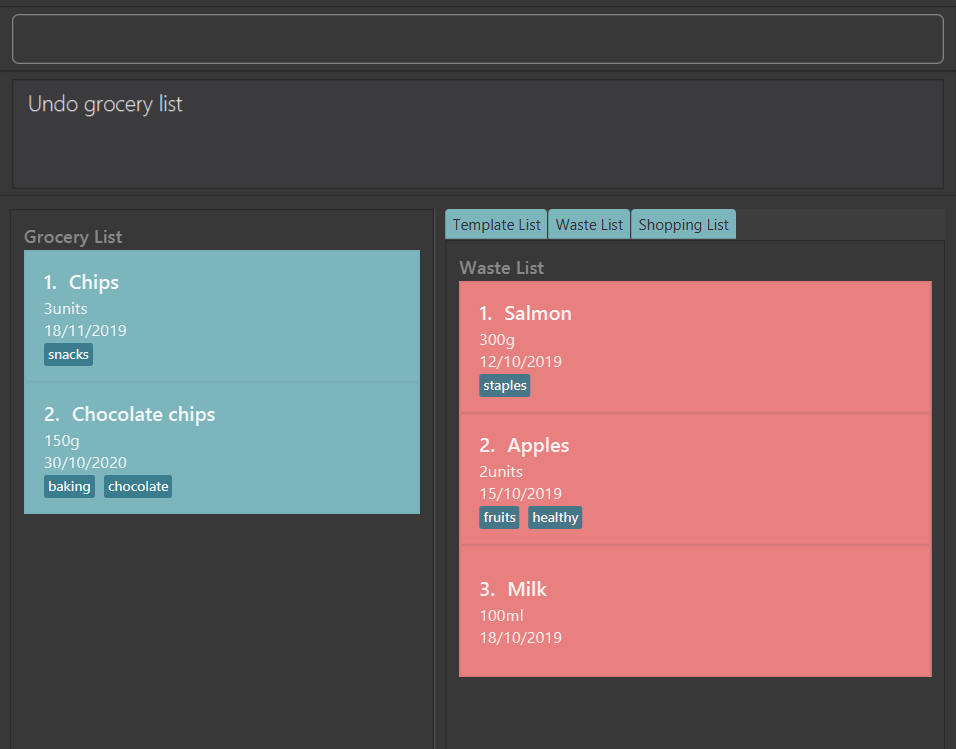 Undo grocery list
Grocery List
1. Chips
3units
18/11/2019
snacks
2. Chocolate chips
150g
30/10/2020
baking chocolate
Template List Waste List Shopping List
Waste List
1. Salmon
300g
12/10/2019
staples
2. Apples
2units
15/10/2019
fruits healthy
3. Milk
100ml
18/10/2019